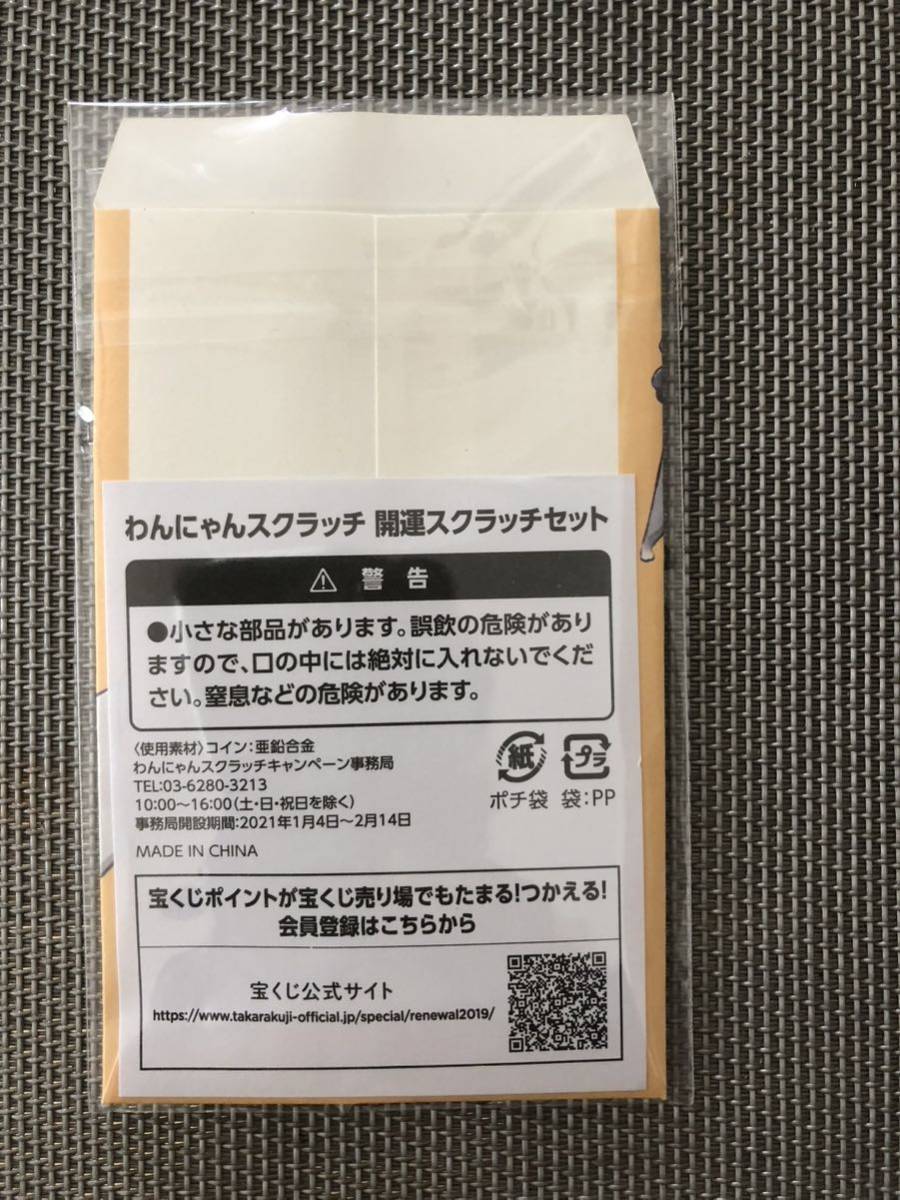 わんにゃんスクラッチ 開運スクラッチセット
⚠ 警告
●小さな部品があります。誤飲の危険があり
ますので、口の中には絶対に入れないでくだ
さい。窒息などの危険があります。
〈使用素材〉コイン：亜鉛合金
わんにゃんスクラッチキャンペーン事務局
TEL:03-6280-3213
10:00～16:00（土・日・祝日を除く）
事務局開設期間：2021年1月4日～2月14日
MADE IN CHINA
紙 プラ
ポチ袋 袋：PP
宝くじポイントが宝くじ売り場でもたまる！つかえる！
会員登録はこちらから
宝くじ公式サイト
https://www.takarakuji-official.jp/special/renewal2019/